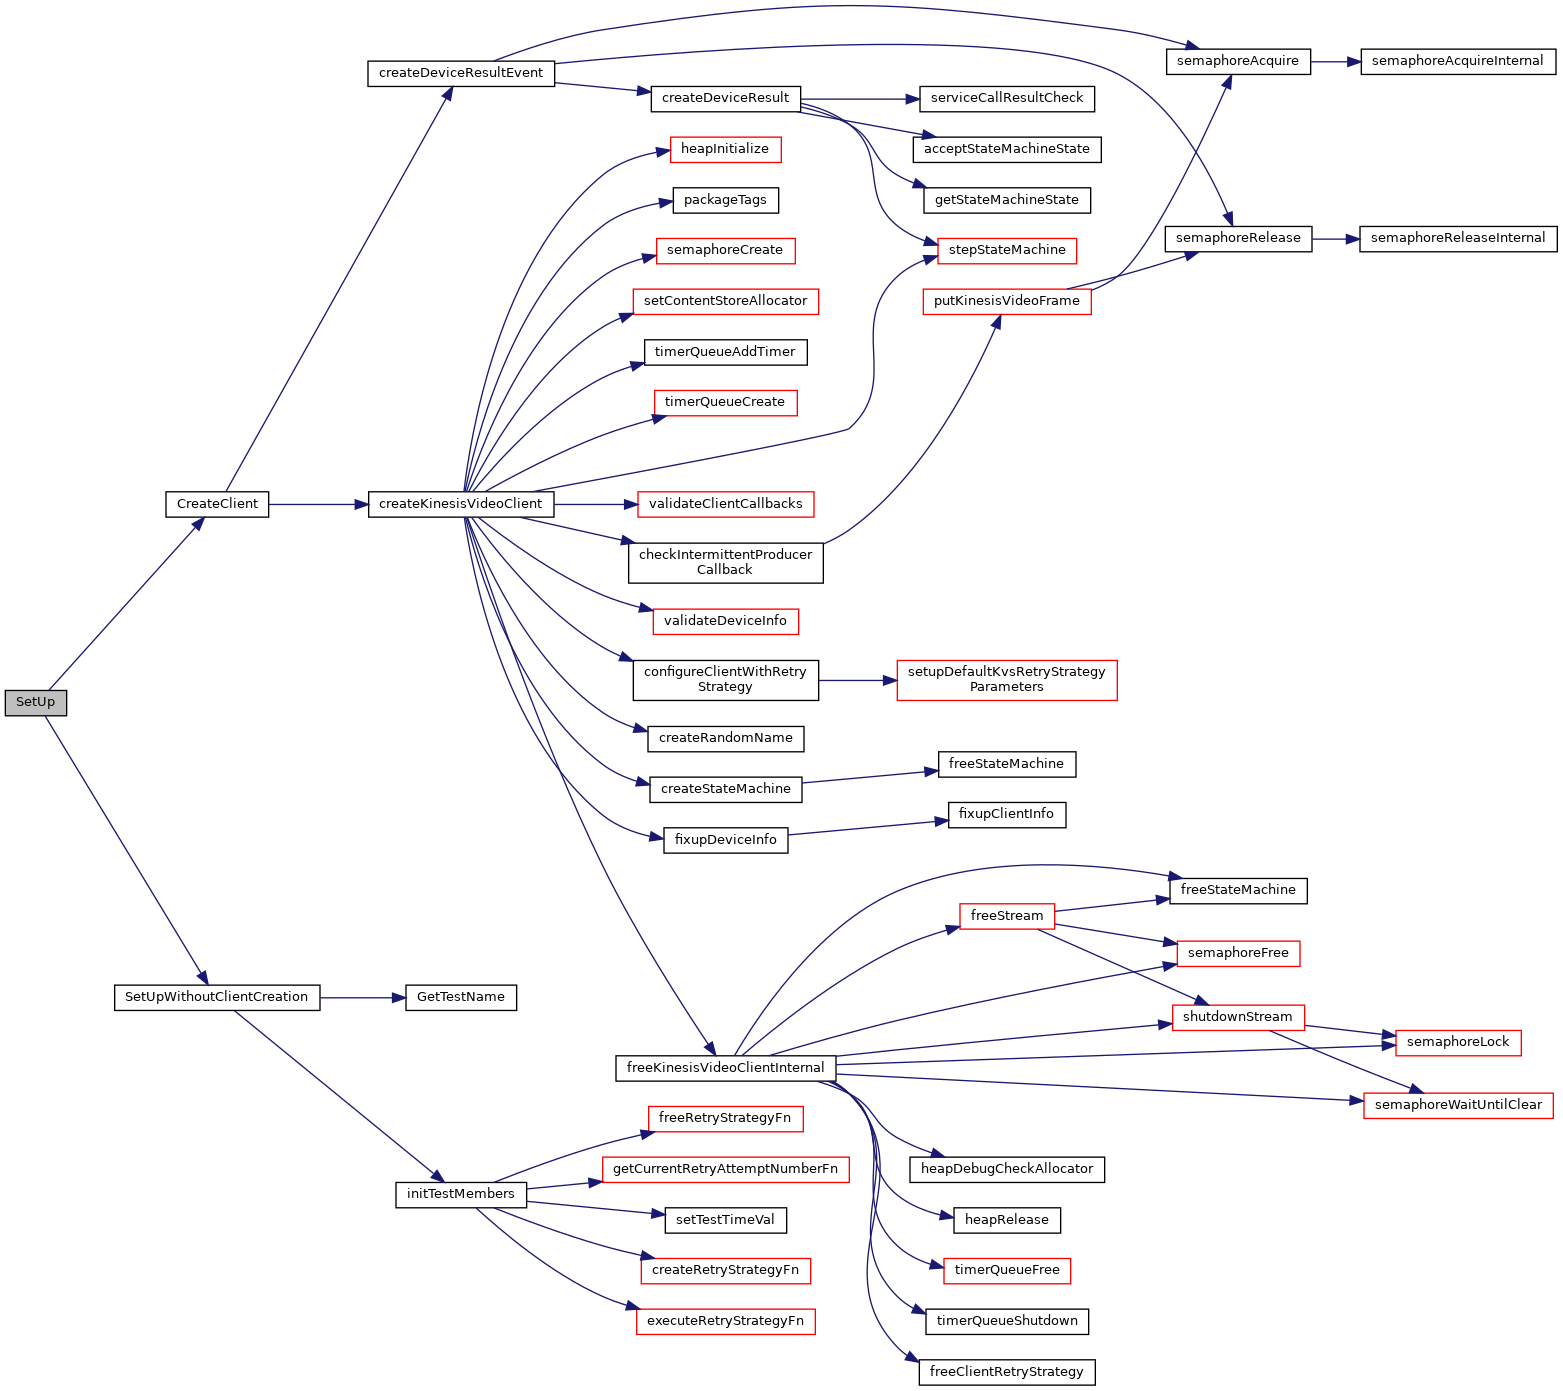 createDeviceResultEvent
semaphoreAcquire
semaphoreAcquireInternal
createDeviceResult
serviceCallResultCheck
heapInitialize
acceptStateMachineState
packageTags
getStateMachineState
semaphoreCreate
stepStateMachine
semaphoreRelease
semaphoreReleaseInternal
setContentStoreAllocator
putKinesisVideoFrame
timerQueueAddTimer
timerQueueCreate
CreateClient
createKinesisVideoClient
validateClientCallbacks
checkIntermittentProducer
Callback
validateDeviceInfo
configureClientWithRetry
Strategy
setupDefaultKvsRetryStrategy
Parameters
SetUp
createRandomName
createStateMachine
freeStateMachine
fixupDeviceInfo
fixupClientInfo
freeStateMachine
freeStream
semaphoreFree
SetUpWithoutClientCreation
GetTestName
shutdownStream
semaphoreLock
freeKinesisVideoClientInternal
semaphoreWaitUntilClear
freeRetryStrategyFn
getCurrentRetryAttemptNumberFn
heapDebugCheckAllocator
initTestMembers
setTestTimeVal
heapRelease
createRetryStrategyFn
timerQueueFree
executeRetryStrategyFn
timerQueueShutdown
freeClientRetryStrategy